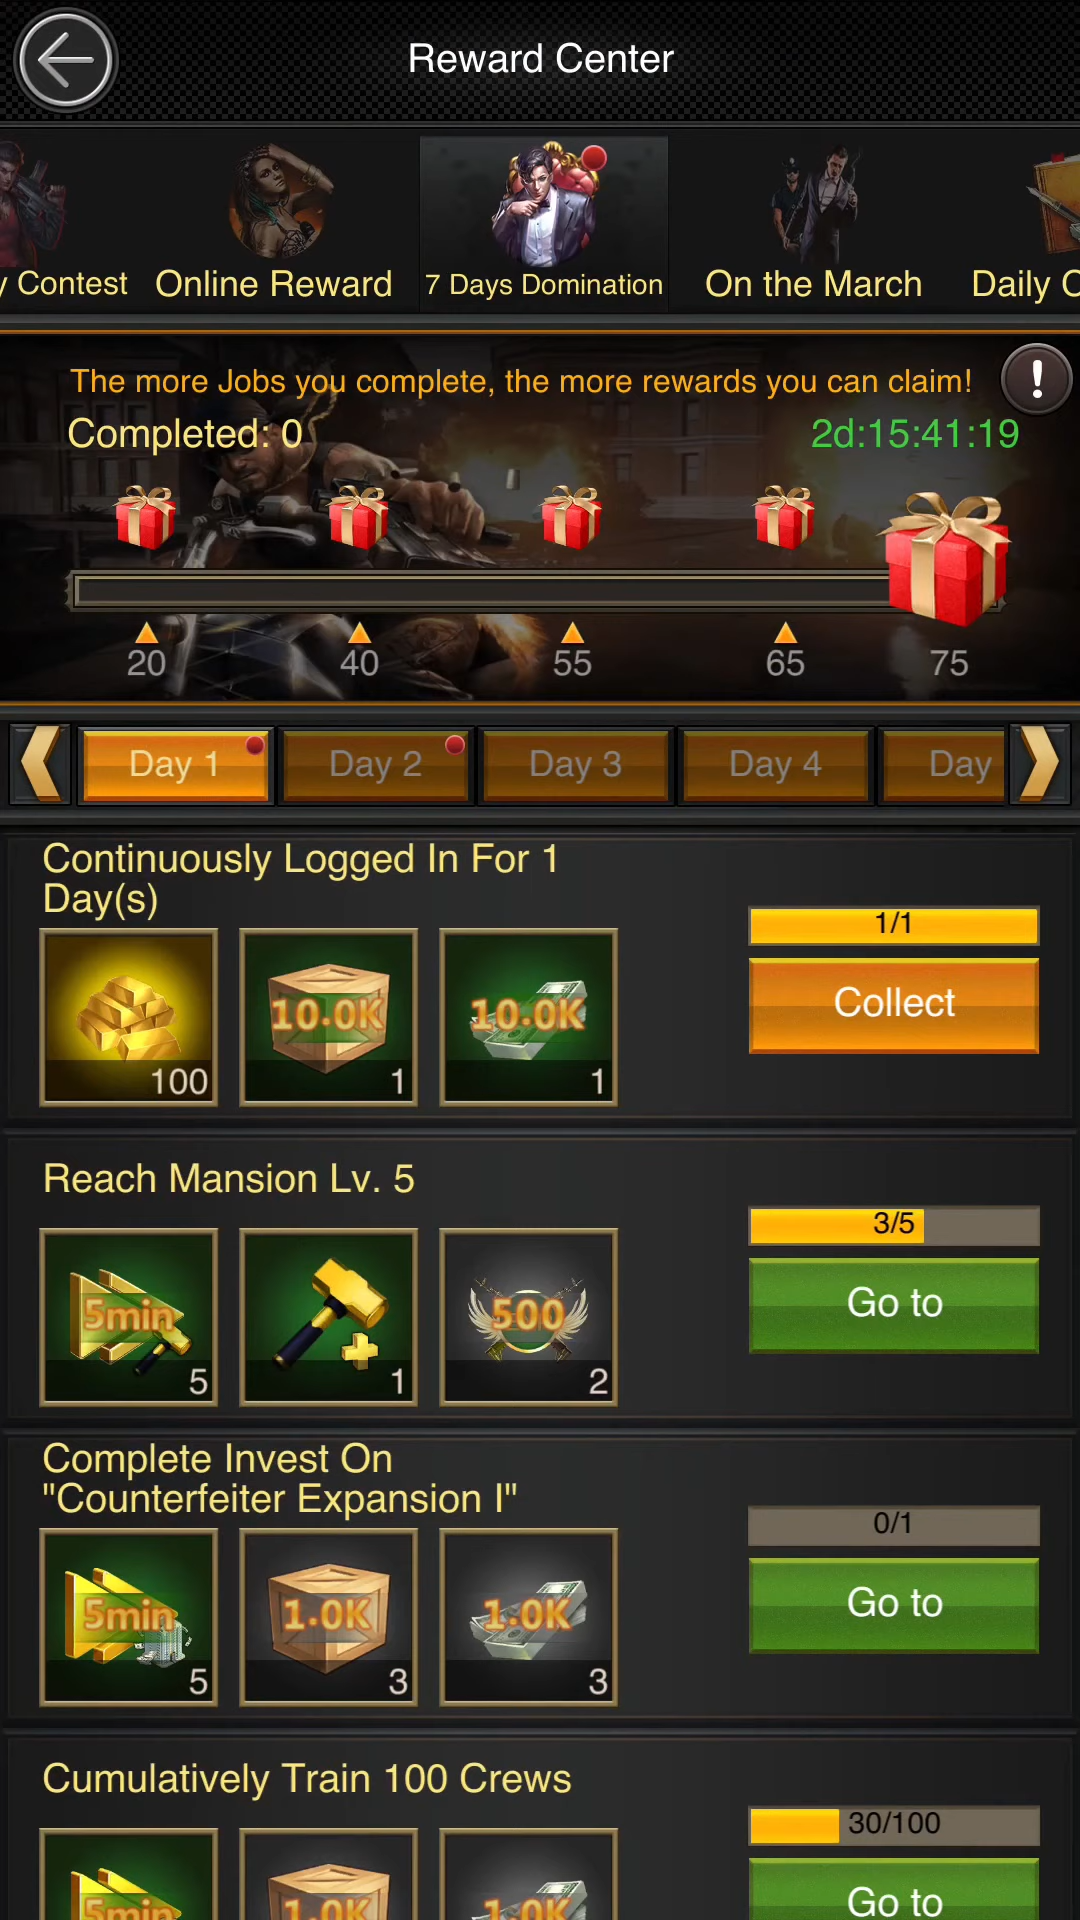 Reward Center
y Contest
Online Reward
7 Days Domination
On the March
Daily C
The more Jobs you complete, the more rewards you can claim!
!
Completed: 0
2d:15:41:19
20
40
55
65
75
Day 1
Day 2
Day 3
Day 4
Day
Continuously Logged In For 1
Day(s)
1/1
10.0K
10.0K
Collect
100
1
1
Reach Mansion Lv. 5
3/5
5min
500
Go to
5
1
2
Complete Invest On
"Counterfeiter Expansion I"
0/1
5min
1.0K
1.0K
Go to
5
3
3
Cumulatively Train 100 Crews
30/100
5min
1.0K
1.0K
Go to